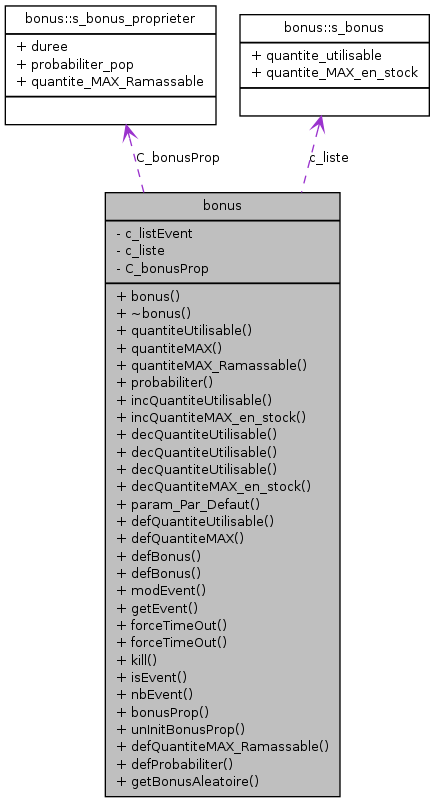 bonus::s_bonus_proprieter
+ duree
+ probabiliter_pop
+ quantite_MAX_Ramassable
bonus::s_bonus
+ quantite_utilisable
+ quantite_MAX_en_stock
C_bonusProp
c_liste
bonus
- c_listEvent
- c_liste
- C_bonusProp
+ bonus()
+ ~bonus()
+ quantiteUtilisable()
+ quantiteMAX()
+ quantiteMAX_Ramassable()
+ probabiliter()
+ incQuantiteUtilisable()
+ incQuantiteMAX_en_stock()
+ decQuantiteUtilisable()
+ decQuantiteUtilisable()
+ decQuantiteUtilisable()
+ decQuantiteMAX_en_stock()
+ param_Par_Defaut()
+ defQuantiteUtilisable()
+ defQuantiteMAX()
+ defBonus()
+ defBonus()
+ modEvent()
+ getEvent()
+ forceTimeOut()
+ forceTimeOut()
+ kill()
+ isEvent()
+ nbEvent()
+ bonusProp()
+ unInitBonusProp()
+ defQuantiteMAX_Ramassable()
+ defProbabiliter()
+ getBonusAleatoire()